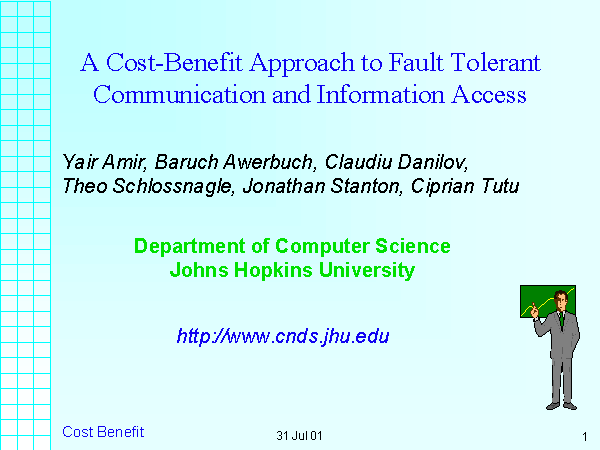 A Cost-Benefit Approach to Fault Tolerant
Communication and Information Access
Yair Amir, Baruch Awerbuch, Claudiu Danilov,
Theo Schlossnagle, Jonathan Stanton, Ciprian Tutu
Department of Computer Science
Johns Hopkins University
http://www.cnds.jhu.edu
Cost Benefit
31 Jul 01
1